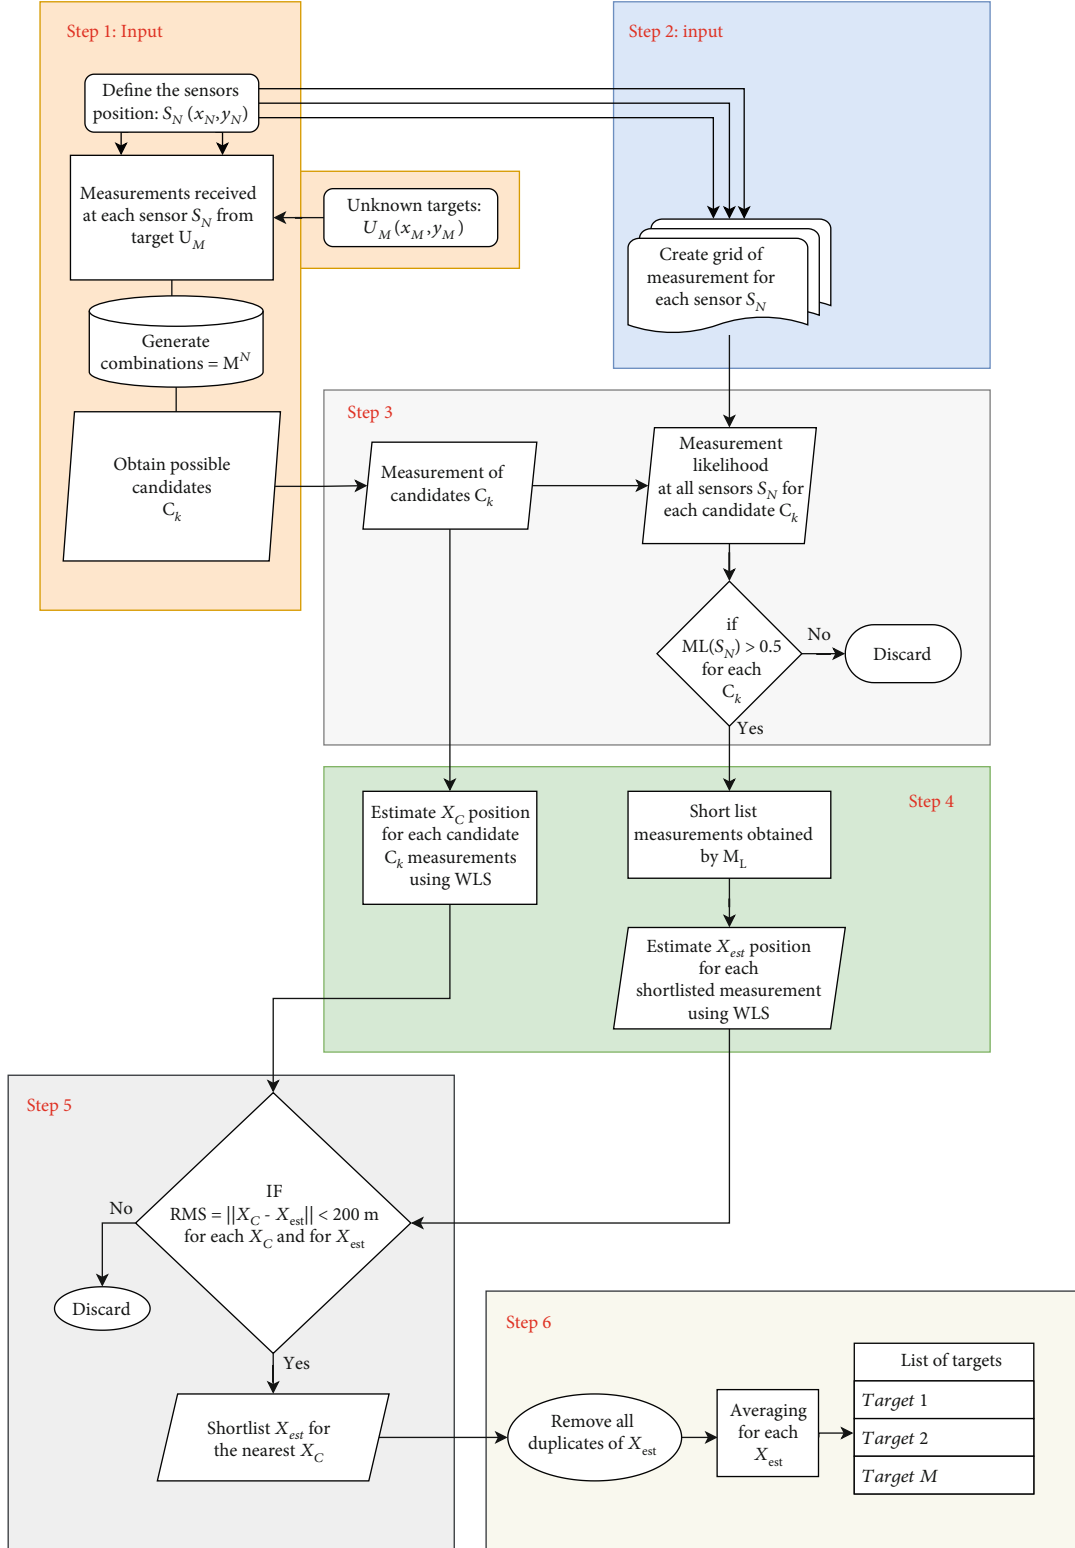 Step 1: Input
Define the sensors
position: S_N (x_N, y_N)
Measurements received
at each sensor S_N from
target U_M
Unknown targets:
U_M (x_M, y_M)
Generate
combinations = M^N
Obtain possible
candidates
C_k
Step 2: input
Create grid of
measurement for
each sensor S_N
Step 3
Measurement of
candidates C_k
Measurement
likelihood
at all sensors S_N for
each candidate C_k
if
ML(S_N) > 0.5
for each
C_k
No
Discard
Yes
Step 4
Estimate X_C position
for each candidate
C_k measurements
using WLS
Short list
measurements obtained
by M_L
Estimate X_est position
for each
shortlisted measurement
using WLS
Step 5
IF
RMS = ||X_C - X_est|| < 200 m
for each X_C and for X_est
No
Discard
Yes
Shortlist X_est for
the nearest X_C
Step 6
Remove all
duplicates of X_est
Averaging
for each
X_est
List of targets
Target 1
Target 2
Target M